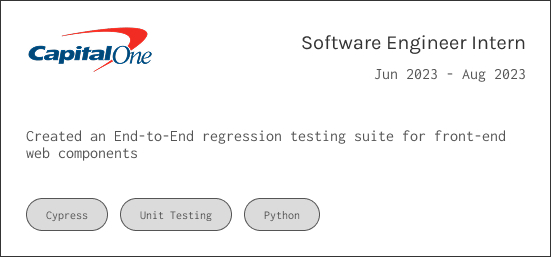 CapitalOne
Software Engineer Intern
Jun 2023 - Aug 2023
Created an End-to-End regression testing suite for front-end
web components
Cypress
Unit Testing
Python